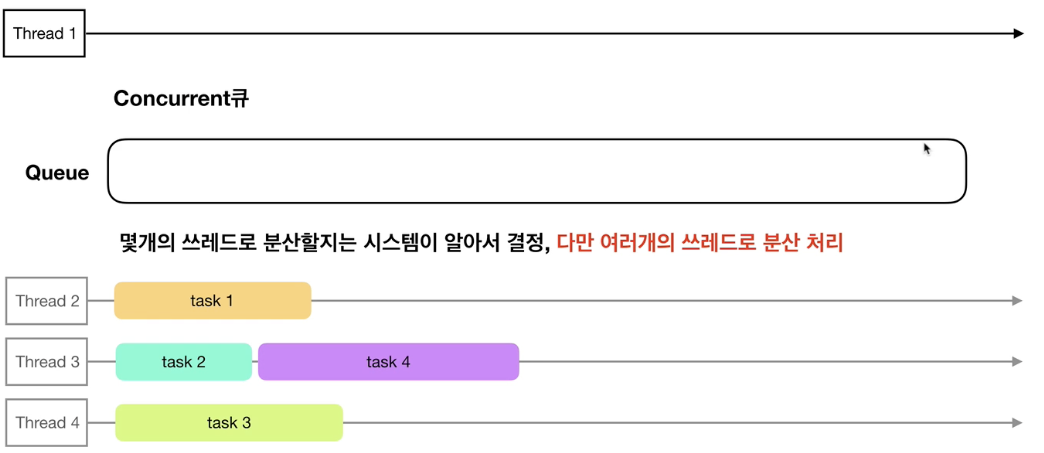 Thread 1
Concurrent큐
Queue
몇개의 쓰레드로 분산할지는 시스템이 알아서 결정, 다만 여러개의 쓰레드로 분산 처리
Thread 2
task 1
Thread 3
task 2
task 4
Thread 4
task 3